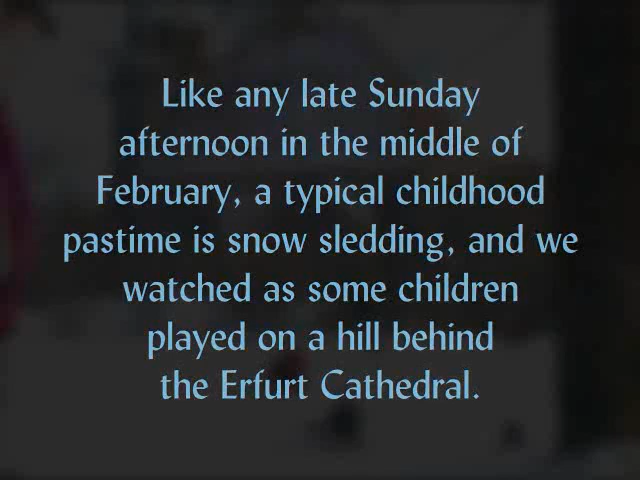 Like any late Sunday
afternoon in the middle of
February, a typical childhood
pastime is snow sledding, and we
watched as some children
played on a hill behind
the Erfurt Cathedral.